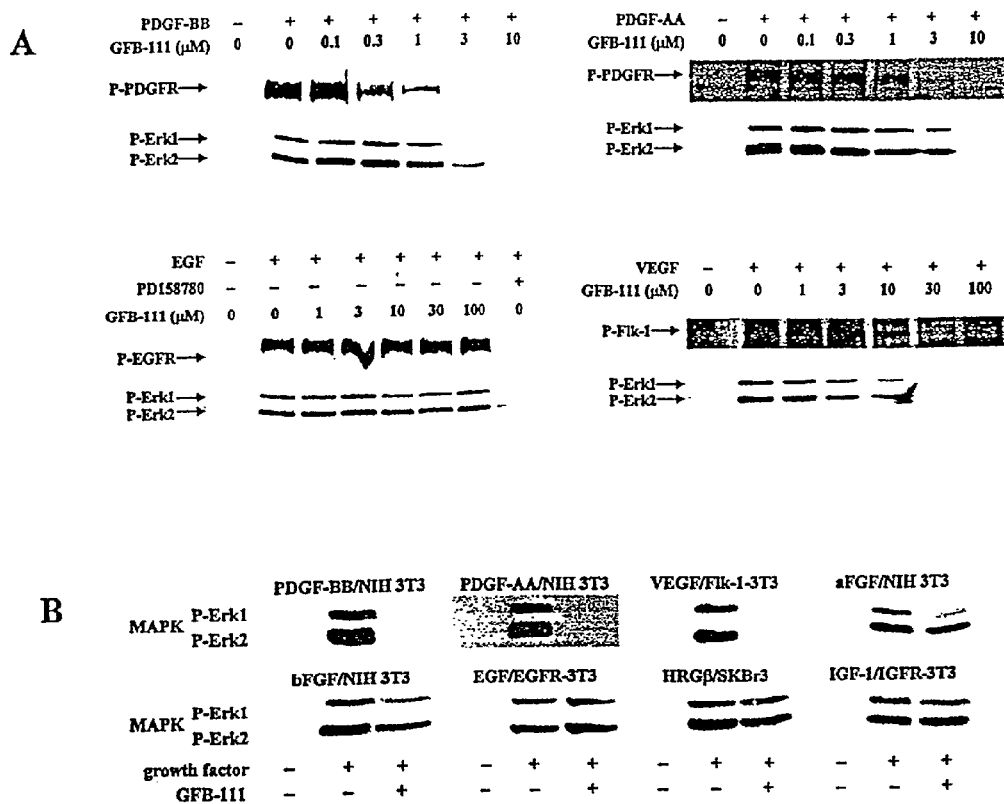 A
PDGF-BB – + + + + + +
GFB-111 (μM) 0 0 0.1 0.3 1 3 10
P-PDGFR→
P-Erk1→
P-Erk2→
PDGF-AA – + + + + + +
GFB-111 (μM) 0 0 0.1 0.3 1 3 10
P-PDGFR→
P-Erk1→
P-Erk2→
EGF – + + + + + + +
PD158780 – – – – – – – +
GFB-111 (μM) 0 0 1 3 10 30 100 0
P-EGFR→
P-Erk1→
P-Erk2→
VEGF – + + + + + +
GFB-111 (μM) 0 0 1 3 10 30 100
P-Flk-1→
P-Erk1→
P-Erk2→
B
PDGF-BB/NIH 3T3 PDGF-AA/NIH 3T3 VEGF/Flk-1-3T3 aFGF/NIH 3T3
MAPK P-Erk1
P-Erk2
bFGF/NIH 3T3 EGF/EGFR-3T3 HRGβ/SKBr3 IGF-1/IGFR-3T3
MAPK P-Erk1
P-Erk2
growth factor – + + – + + – + + – + +
GFB-111 – – + – – + – – + – – +